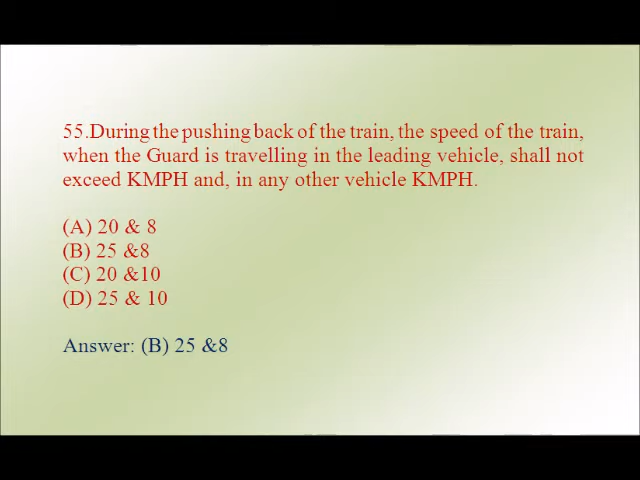 55.During the pushing back of the train, the speed of the train,
when the Guard is travelling in the leading vehicle, shall not
exceed KMPH and, in any other vehicle KMPH.
(A) 20 & 8
(B) 25 &8
(C) 20 &10
(D) 25 & 10
Answer: (B) 25 &8